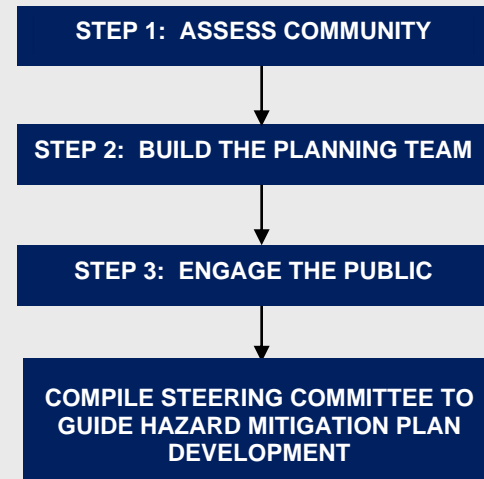 STEP 1: ASSESS COMMUNITY
STEP 2: BUILD THE PLANNING TEAM
STEP 3: ENGAGE THE PUBLIC
COMPILE STEERING COMMITTEE TO
GUIDE HAZARD MITIGATION PLAN
DEVELOPMENT